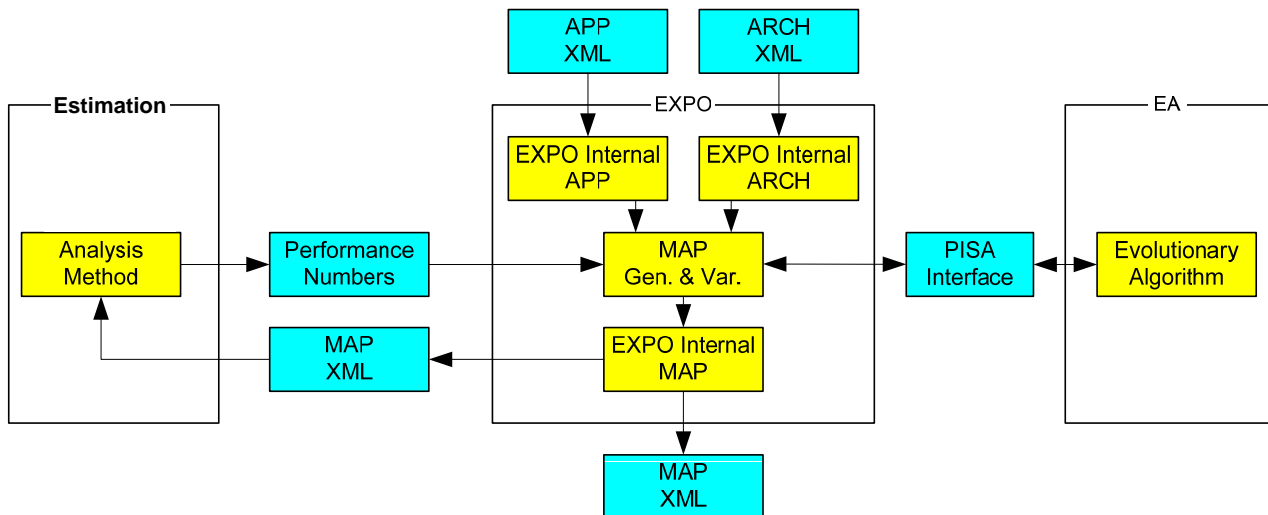 APP
XML
ARCH
XML
Estimation
EXPO
EA
EXPO Internal
APP
EXPO Internal
ARCH
Analysis
Method
Performance
Numbers
MAP
Gen. & Var.
PISA
Interface
Evolutionary
Algorithm
MAP
XML
EXPO Internal
MAP
MAP
XML